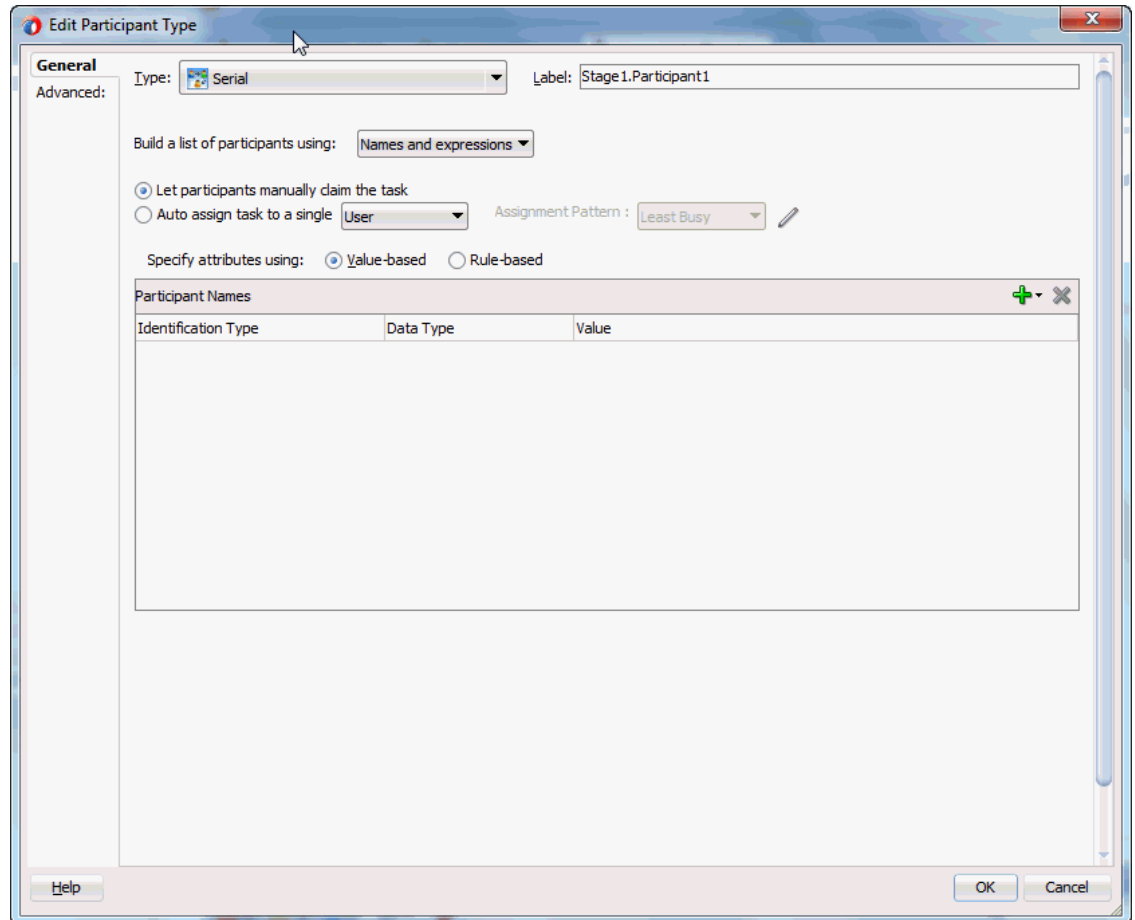 Edit Participant Type
General
Advanced:
Type: Serial Label: Stage1.Participant1
Build a list of participants using: Names and expressions
Let participants manually claim the task
Auto assign task to a single User Assignment Pattern : Least Busy
Specify attributes using: Value-based Rule-based
Participant Names
Identification Type Data Type Value
Help OK Cancel